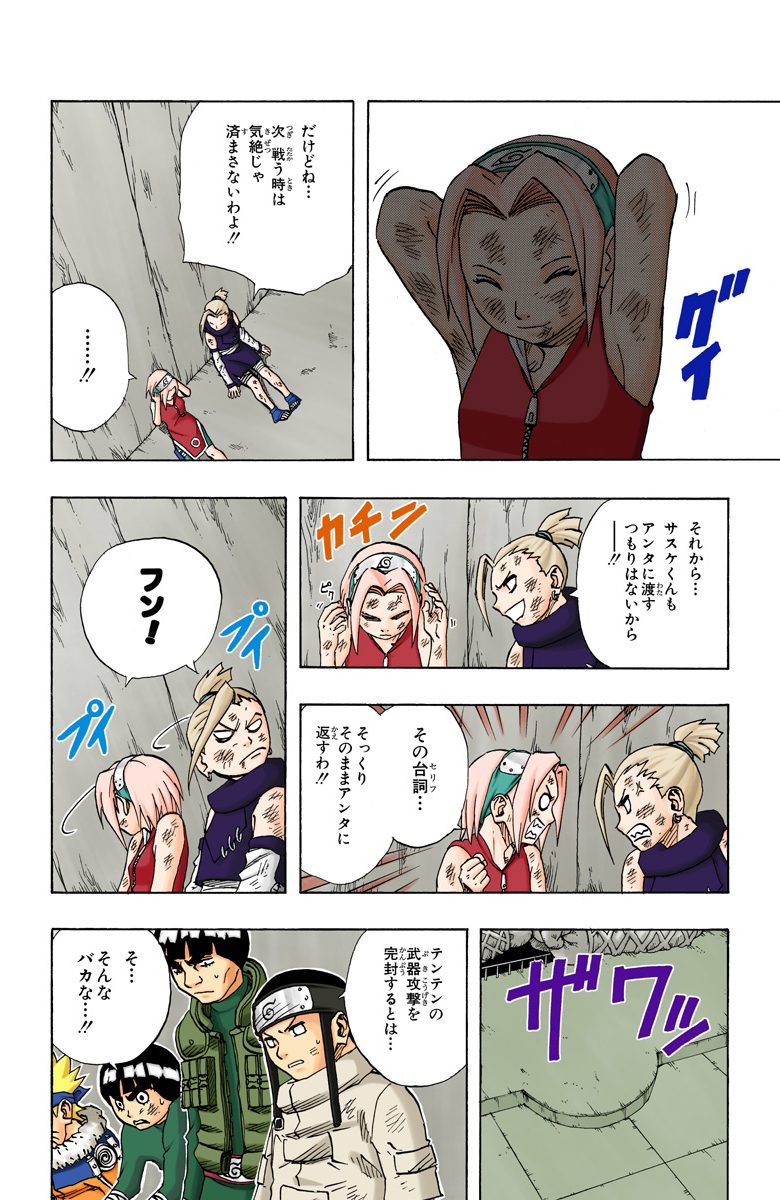 グイ
だけどね…
次戦う時は
気絶じゃ
済まさないわよ!!
……!!
それから…
サスケくんも
アンタに渡す
つもりはないから
──!!
カチン
ピク
その台詞…
そっくり
そのままアンタに
返すわ!!
フン!
プイ
プイ
ザワッ
テンテンの
武器攻撃を
完封するとは…
そ…
そんな
バカな…!!